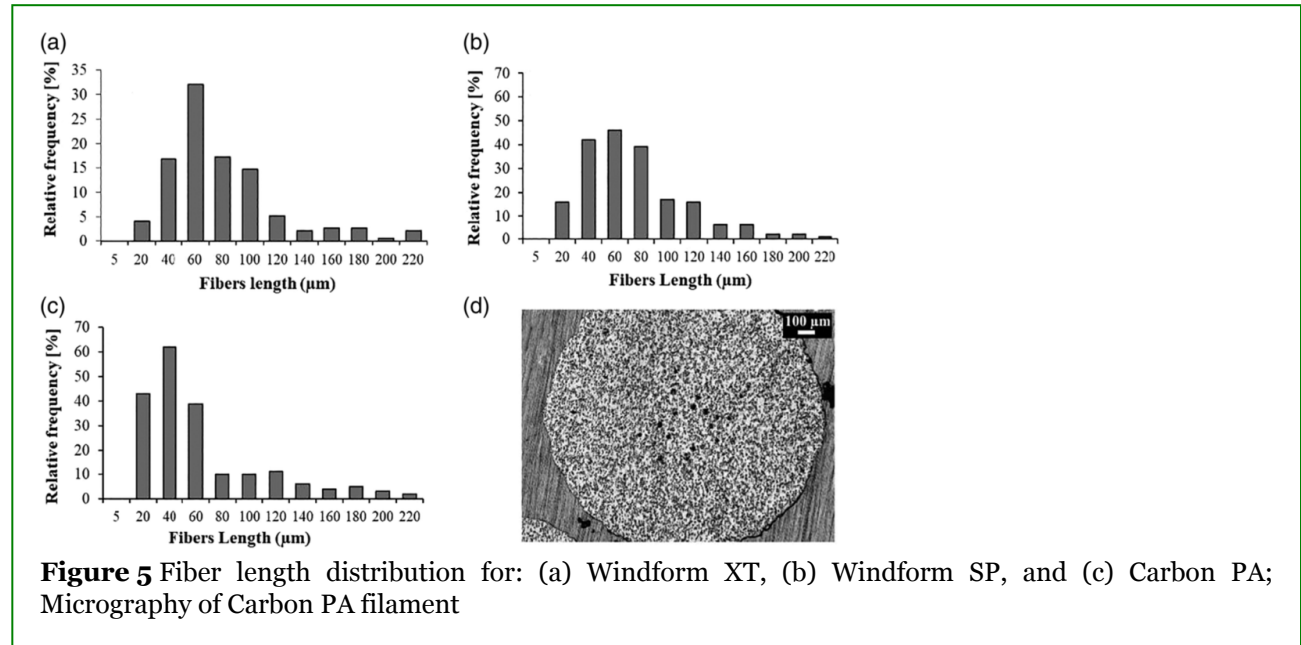 (a)
Relative frequency [%]
35
30
25
20
15
10
5
0
5 20 40 60 80 100 120 140 160 180 200 220
Fibers length (µm)
(b)
Relative frequency [%]
70
60
50
40
30
20
10
0
5 20 40 60 80 100 120 140 160 180 200 220
Fibers Length (µm)
(c)
Relative frequency [%]
70
60
50
40
30
20
10
0
5 20 40 60 80 100 120 140 160 180 200 220
Fibers Length (µm)
(d)
100 µm
Figure 5 Fiber length distribution for: (a) Windform XT, (b) Windform SP, and (c) Carbon PA;
Micrography of Carbon PA filament